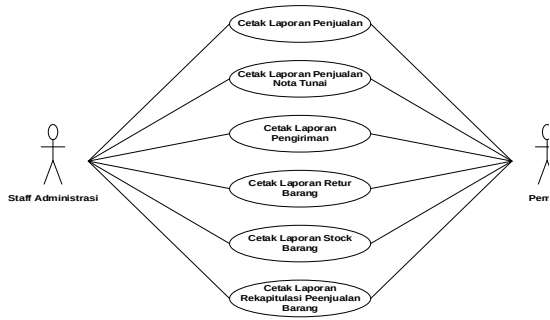 Cetak Laporan Penjualan
Cetak Laporan Penjualan
Nota Tunai
Cetak Laporan
Pengiriman
Staff Administrasi
Cetak Laporan Retur
Barang
Cetak Laporan Stock
Barang
Cetak Laporan
Rekapitulasi Peenjualan
Barang